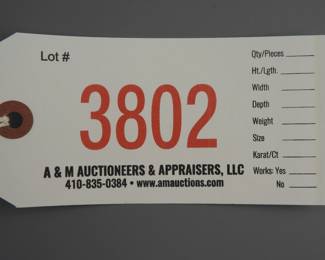 Lot #
3802
A & M AUCTIONEERS & APPRAISERS, LLC
410-835-0384 • www.amauctions.com
Qty/Pieces
Ht./Lgth.
Width
Depth
Weight
Size
Karat/Ct
Works: Yes
No